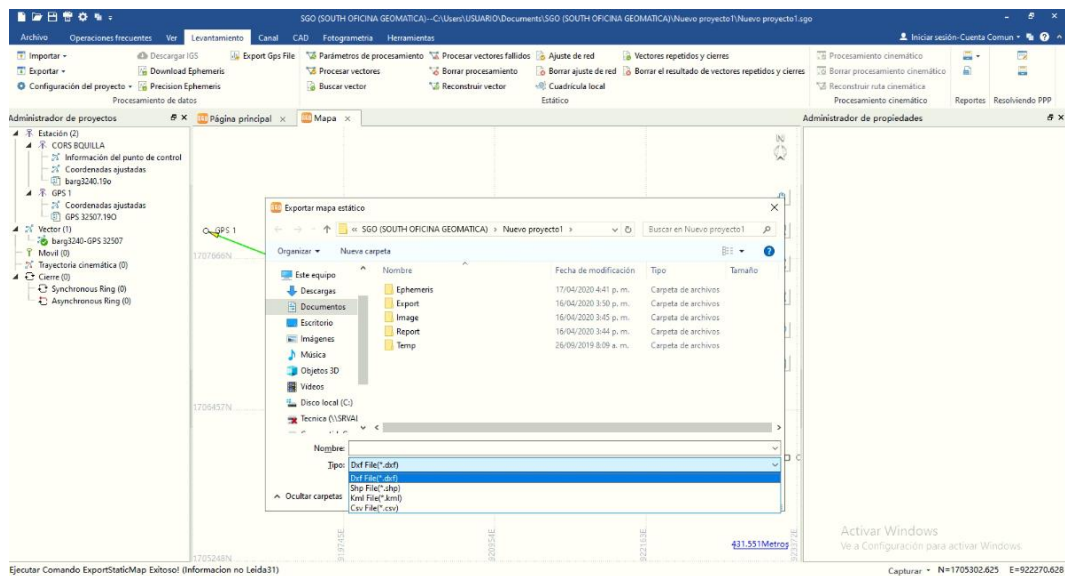 SGO (SOUTH OFICINA GEOMATICA)--C:\Users\USUARIO\Documents\SGO (SOUTH OFICINA GEOMATICA)\Nuevo proyecto1\Nuevo proyecto1.sgo
Archivo Operaciones frecuentes Ver Levantamiento Canal CAD Fotogrametria Herramientas Iniciar sesión-Cuenta Comun
Importar Descargar IGS Export Gps File Parámetros de procesamiento Procesar vectores fallidos Ajuste de red Vectores repetidos y cierres Procesamiento cinemático
Exportar Download Ephemeris Procesar vectores Borrar procesamiento Borrar ajuste de red Borrar el resultado de vectores repetidos y cierres Borrar procesamiento cinemático
Configuración del proyecto Precision Ephemeris Buscar vector Reconstruir vector Cuadrícula local Reconstruir ruta cinemática
Procesamiento de datos Estático Procesamiento cinemático Reportes Resolviendo PPP
Administrador de proyectos Página principal Mapa Administrador de propiedades
Estación (2)
CORS BQUILLA
Información del punto de control
Coordenadas ajustadas
barg3240.19o
GPS 1
Coordenadas ajustadas
GPS 32507.19O
Vector (1)
barg3240-GPS 32507
Movil (0)
Trayectoria cinemática (0)
Cierre (0)
Synchronous Ring (0)
Asynchronous Ring (0)
N
GPS 1
1707666N
1706457N
1705248N
919745E
920954E
922163E
923372E
Exportar mapa estático
« SGO (SOUTH OFICINA GEOMATICA) › Nuevo proyecto1 › Buscar en Nuevo proyecto1
Organizar Nueva carpeta
Este equipo
Descargas
Documentos
Escritorio
Imágenes
Música
Objetos 3D
Vídeos
Disco local (C:)
Tecnica (\\SRVAL
Nombre Fecha de modificación Tipo Tamaño
Ephemeris 17/04/2020 4:41 p. m. Carpeta de archivos
Export 16/04/2020 3:50 p. m. Carpeta de archivos
Image 16/04/2020 3:45 p. m. Carpeta de archivos
Report 16/04/2020 3:44 p. m. Carpeta de archivos
Temp 26/09/2019 8:09 a. m. Carpeta de archivos
Nombre:
Tipo: Dxf File(*.dxf)
Dxf File(*.dxf)
Shp File(*.shp)
Kml File(*.kml)
Csv File(*.csv)
Ocultar carpetas
431.551Metros
Activar Windows
Ve a Configuración para activar Windows.
Ejecutar Comando ExportStaticMap Exitoso! (Informacion no Leida31) Capturar N=1705302.625 E=922270.628